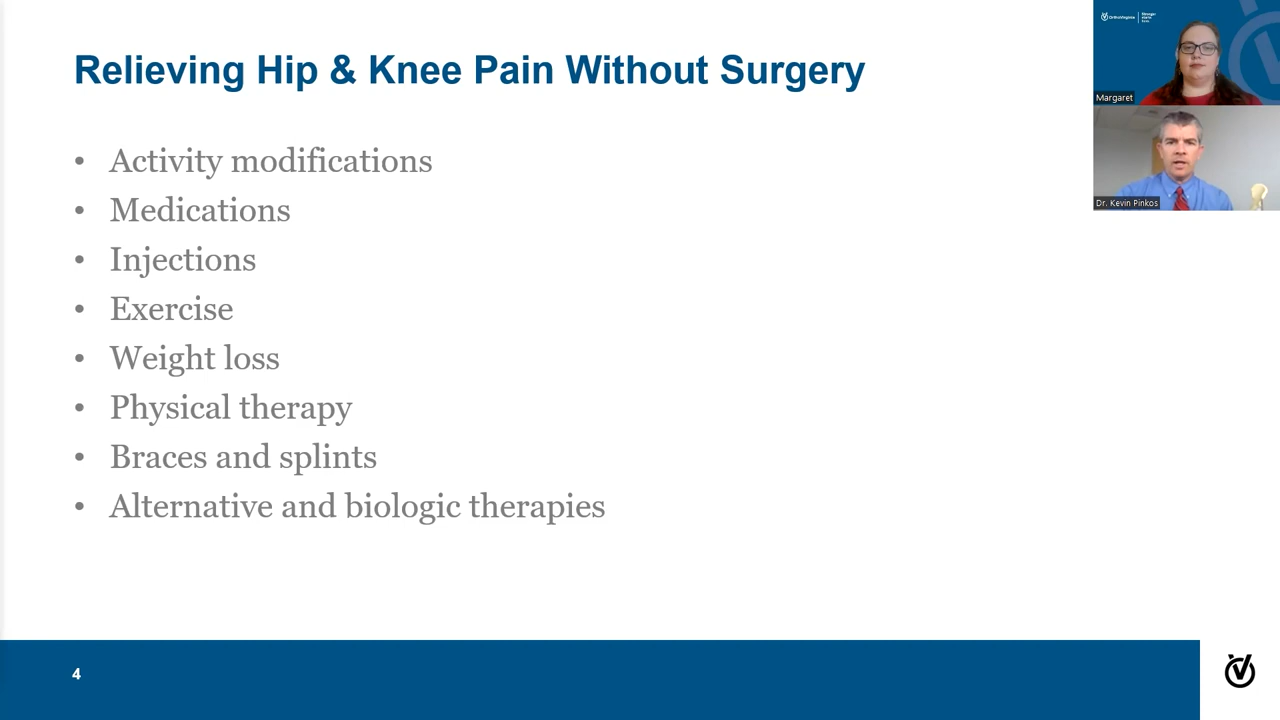 Relieving Hip & Knee Pain Without Surgery
• Activity modifications
• Medications
• Injections
• Exercise
• Weight loss
• Physical therapy
• Braces and splints
• Alternative and biologic therapies
4
OrthoVirginia
Margaret
Dr. Kevin Pinkos